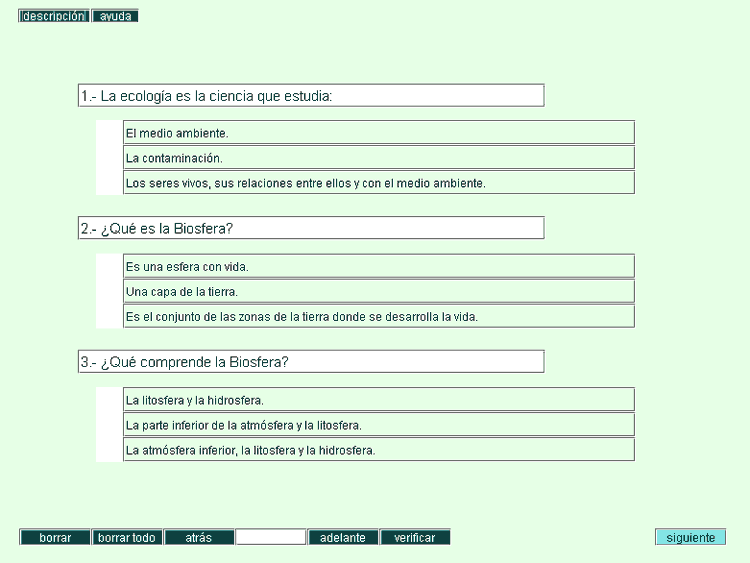 descripción ayuda
1.- La ecología es la ciencia que estudia:
El medio ambiente.
La contaminación.
Los seres vivos, sus relaciones entre ellos y con el medio ambiente.
2.- ¿Qué es la Biosfera?
Es una esfera con vida.
Una capa de la tierra.
Es el conjunto de las zonas de la tierra donde se desarrolla la vida.
3.- ¿Qué comprende la Biosfera?
La litosfera y la hidrosfera.
La parte inferior de la atmósfera y la litosfera.
La atmósfera inferior, la litosfera y la hidrosfera.
borrar borrar todo atrás adelante verificar siguiente